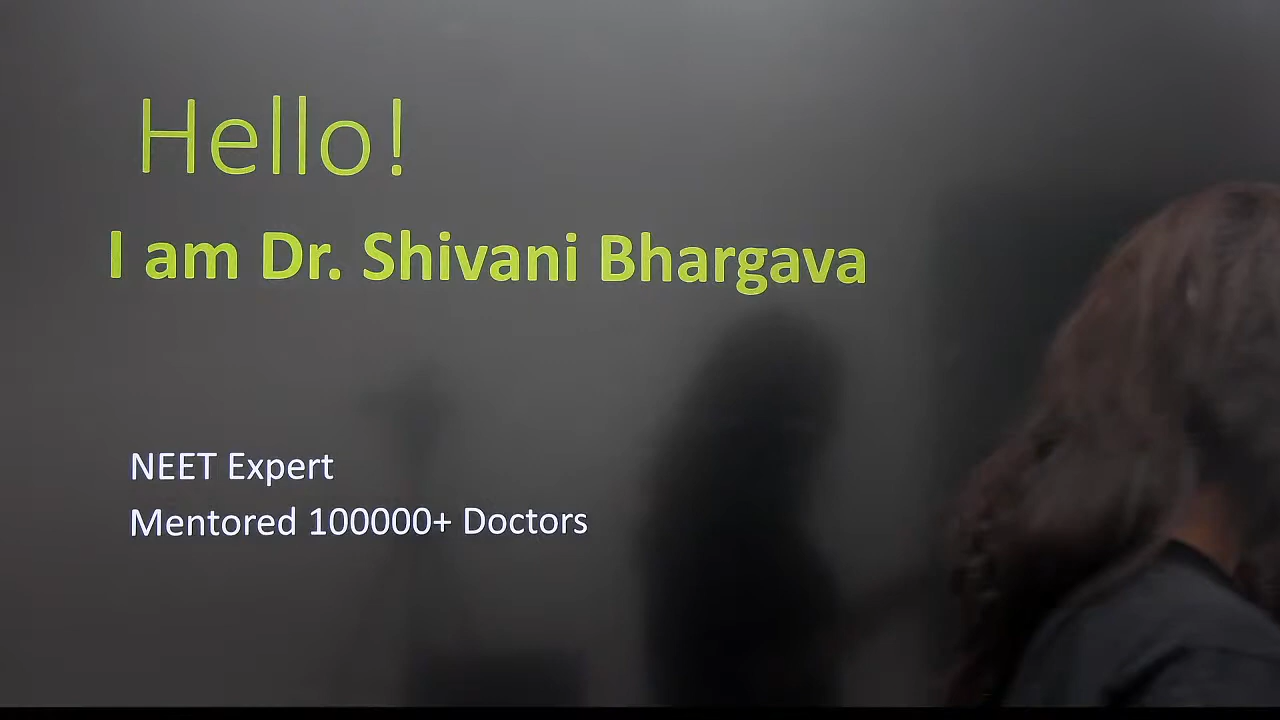 Hello!
I am Dr. Shivani Bhargava
NEET Expert
Mentored 100000+ Doctors